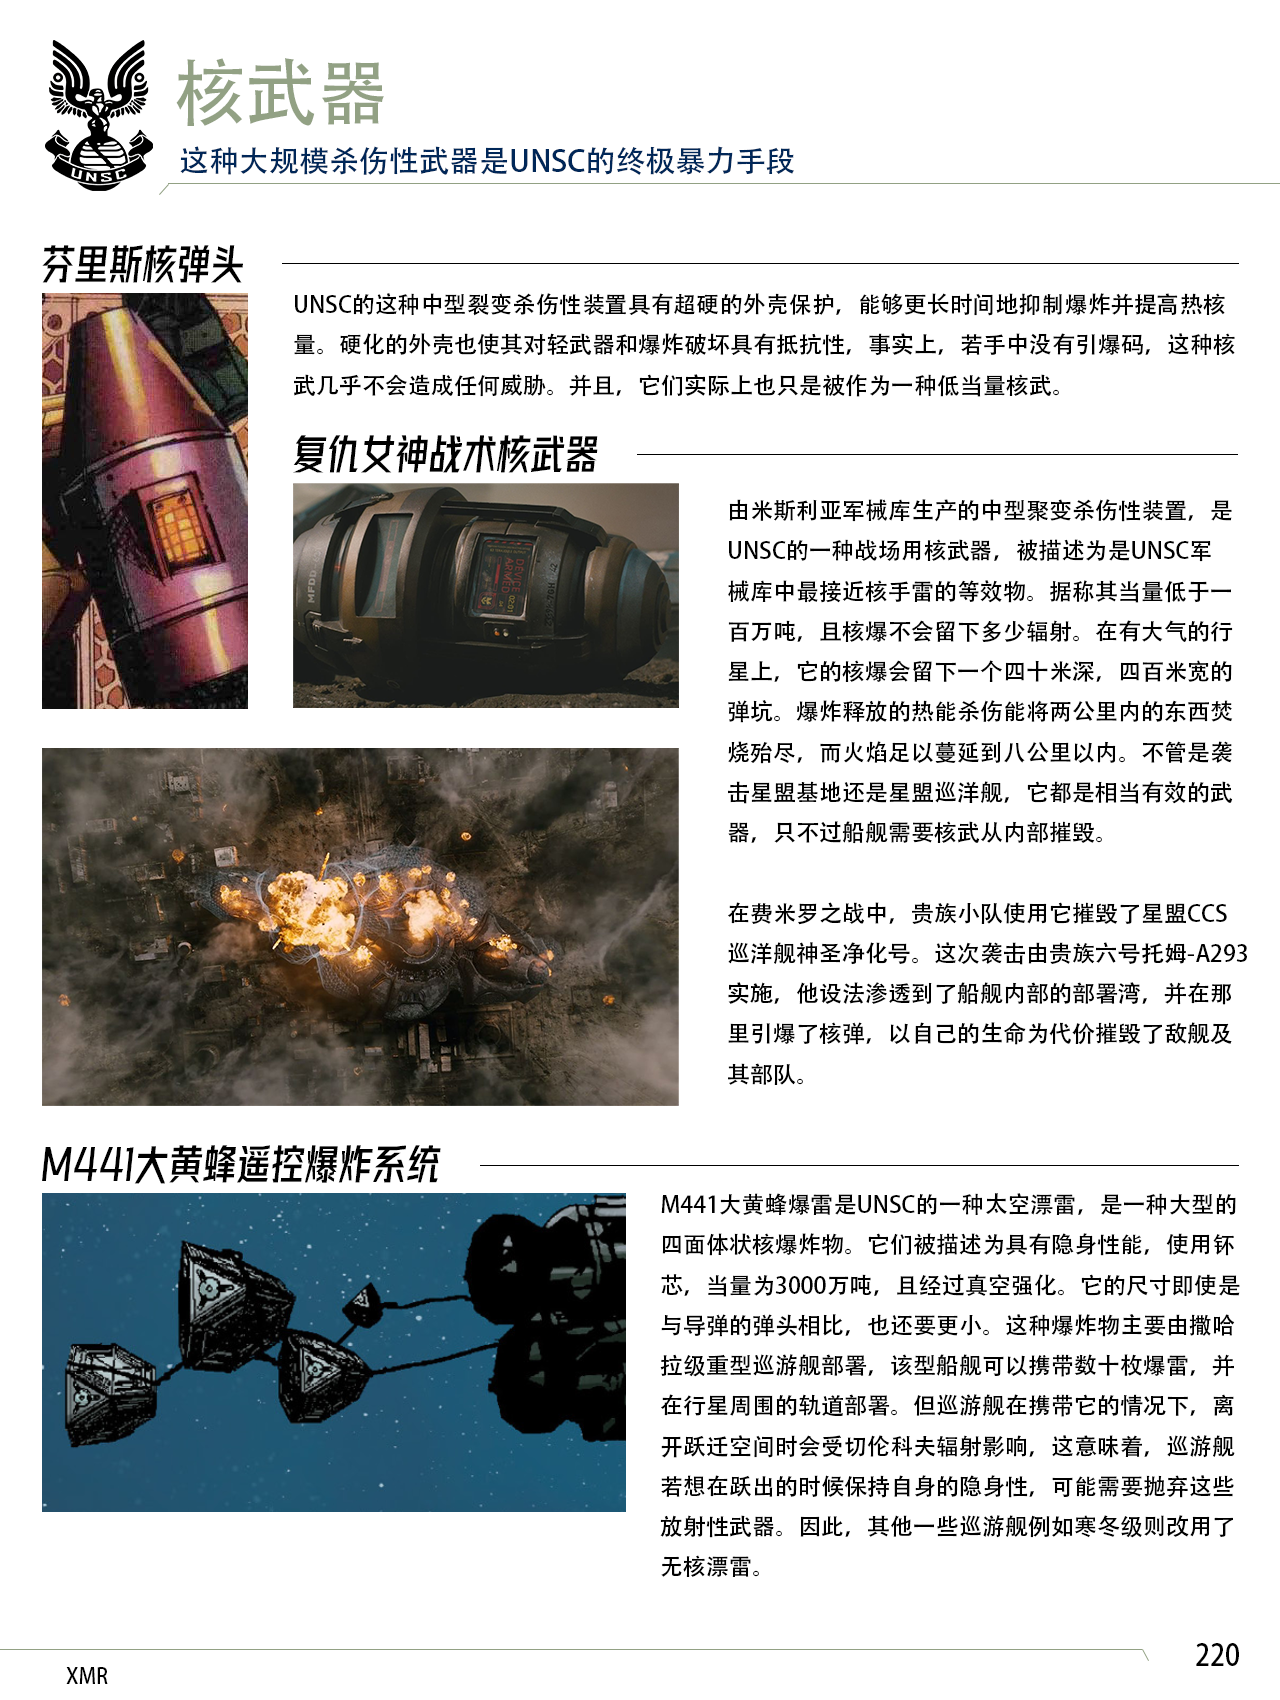 UNSC
核武器
这种大规模杀伤性武器是UNSC的终极暴力手段
芬里斯核弹头
UNSC的这种中型裂变杀伤性装置具有超硬的外壳保护，能够更长时间地抑制爆炸并提高热核
量。硬化的外壳也使其对轻武器和爆炸破坏具有抵抗性，事实上，若手中没有引爆码，这种核
武几乎不会造成任何威胁。并且，它们实际上也只是被作为一种低当量核武。
复仇女神战术核武器
DEVICE
ARMED
02:01
由米斯利亚军械库生产的中型聚变杀伤性装置，是
UNSC的一种战场用核武器，被描述为是UNSC军
械库中最接近核手雷的等效物。据称其当量低于一
百万吨，且核爆不会留下多少辐射。在有大气的行
星上，它的核爆会留下一个四十米深，四百米宽的
弹坑。爆炸释放的热能杀伤能将两公里内的东西焚
烧殆尽，而火焰足以蔓延到八公里以内。不管是袭
击星盟基地还是星盟巡洋舰，它都是相当有效的武
器，只不过船舰需要核武从内部摧毁。
在费米罗之战中，贵族小队使用它摧毁了星盟CCS
巡洋舰神圣净化号。这次袭击由贵族六号托姆-A293
实施，他设法渗透到了船舰内部的部署湾，并在那
里引爆了核弹，以自己的生命为代价摧毁了敌舰及
其部队。
M441大黄蜂遥控爆炸系统
M441大黄蜂爆雷是UNSC的一种太空漂雷，是一种大型的
四面体状核爆炸物。它们被描述为具有隐身性能，使用钚
芯，当量为3000万吨，且经过真空强化。它的尺寸即使是
与导弹的弹头相比，也还要更小。这种爆炸物主要由撒哈
拉级重型巡游舰部署，该型船舰可以携带数十枚爆雷，并
在行星周围的轨道部署。但巡游舰在携带它的情况下，离
开跃迁空间时会受切伦科夫辐射影响，这意味着，巡游舰
若想在跃出的时候保持自身的隐身性，可能需要抛弃这些
放射性武器。因此，其他一些巡游舰例如寒冬级则改用了
无核漂雷。
220
XMR